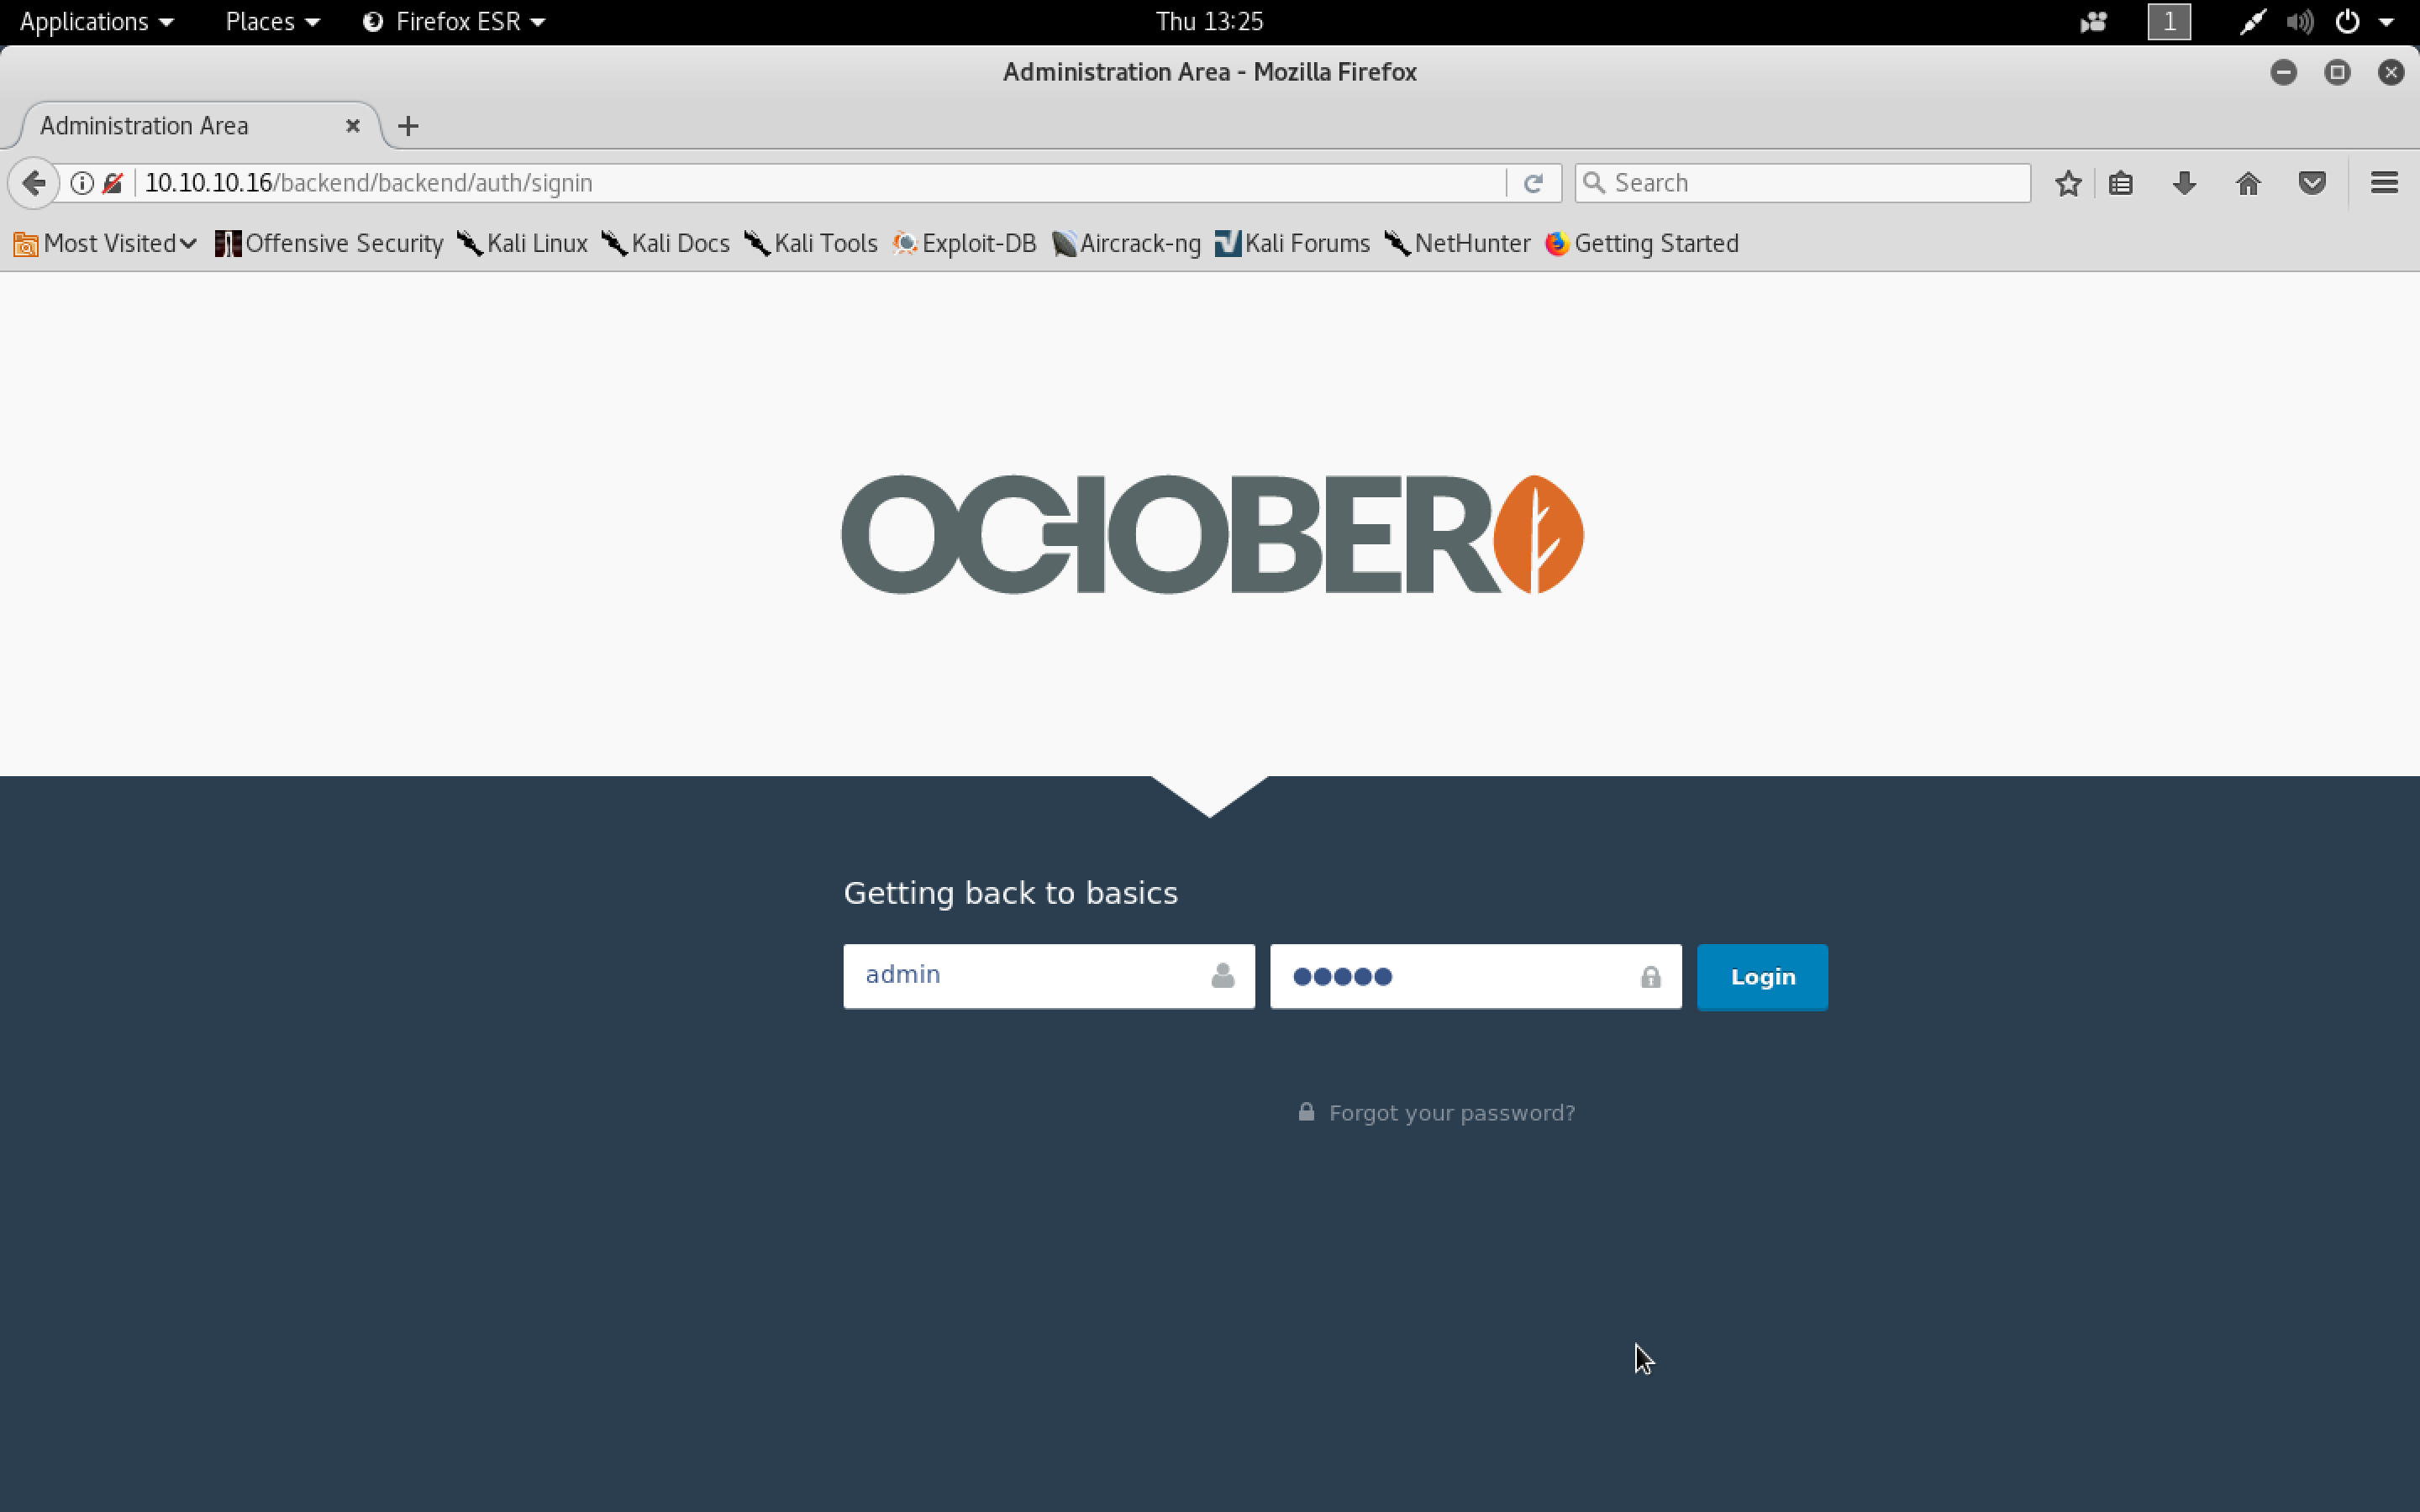 Applications Places Firefox ESR Thu 13:25 1
Administration Area - Mozilla Firefox
Administration Area
10.10.10.16/backend/backend/auth/signin Search
Most Visited Offensive Security Kali Linux Kali Docs Kali Tools Exploit-DB Aircrack-ng Kali Forums NetHunter Getting Started
OCTOBER
Getting back to basics
admin Login
Forgot your password?